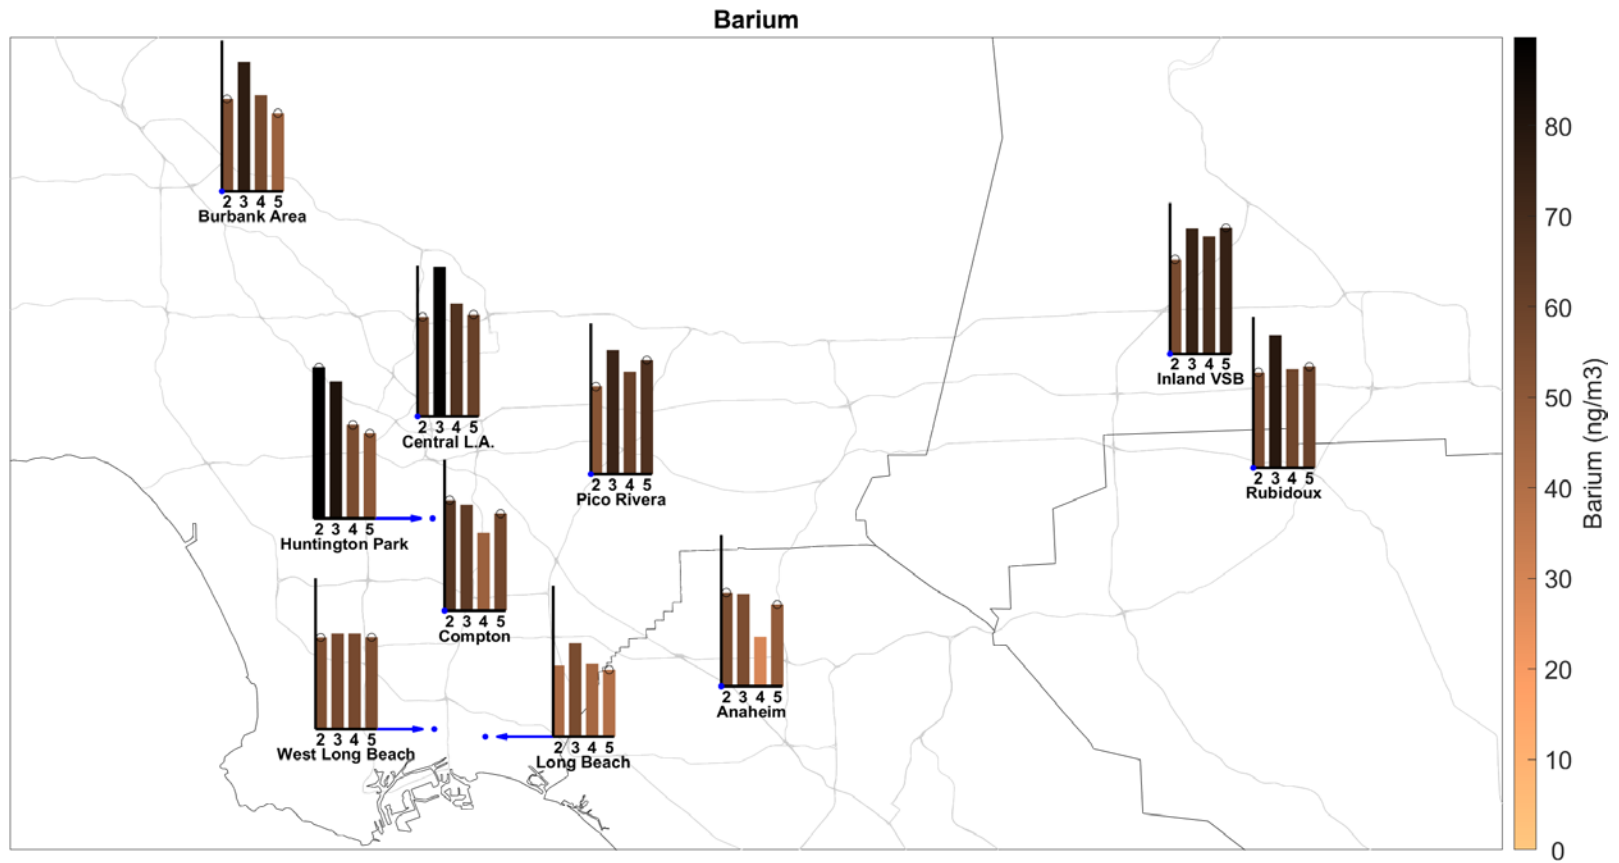 Barium
2 3 4 5
Burbank Area
2 3 4 5
Central L.A.
2 3 4 5
Huntington Park
2 3 4 5
Pico Rivera
2 3 4 5
Inland VSB
2 3 4 5
Rubidoux
2 3 4 5
Compton
2 3 4 5
West Long Beach
2 3 4 5
Long Beach
2 3 4 5
Anaheim
80
70
60
50
40
30
20
10
0
Barium (ng/m3)